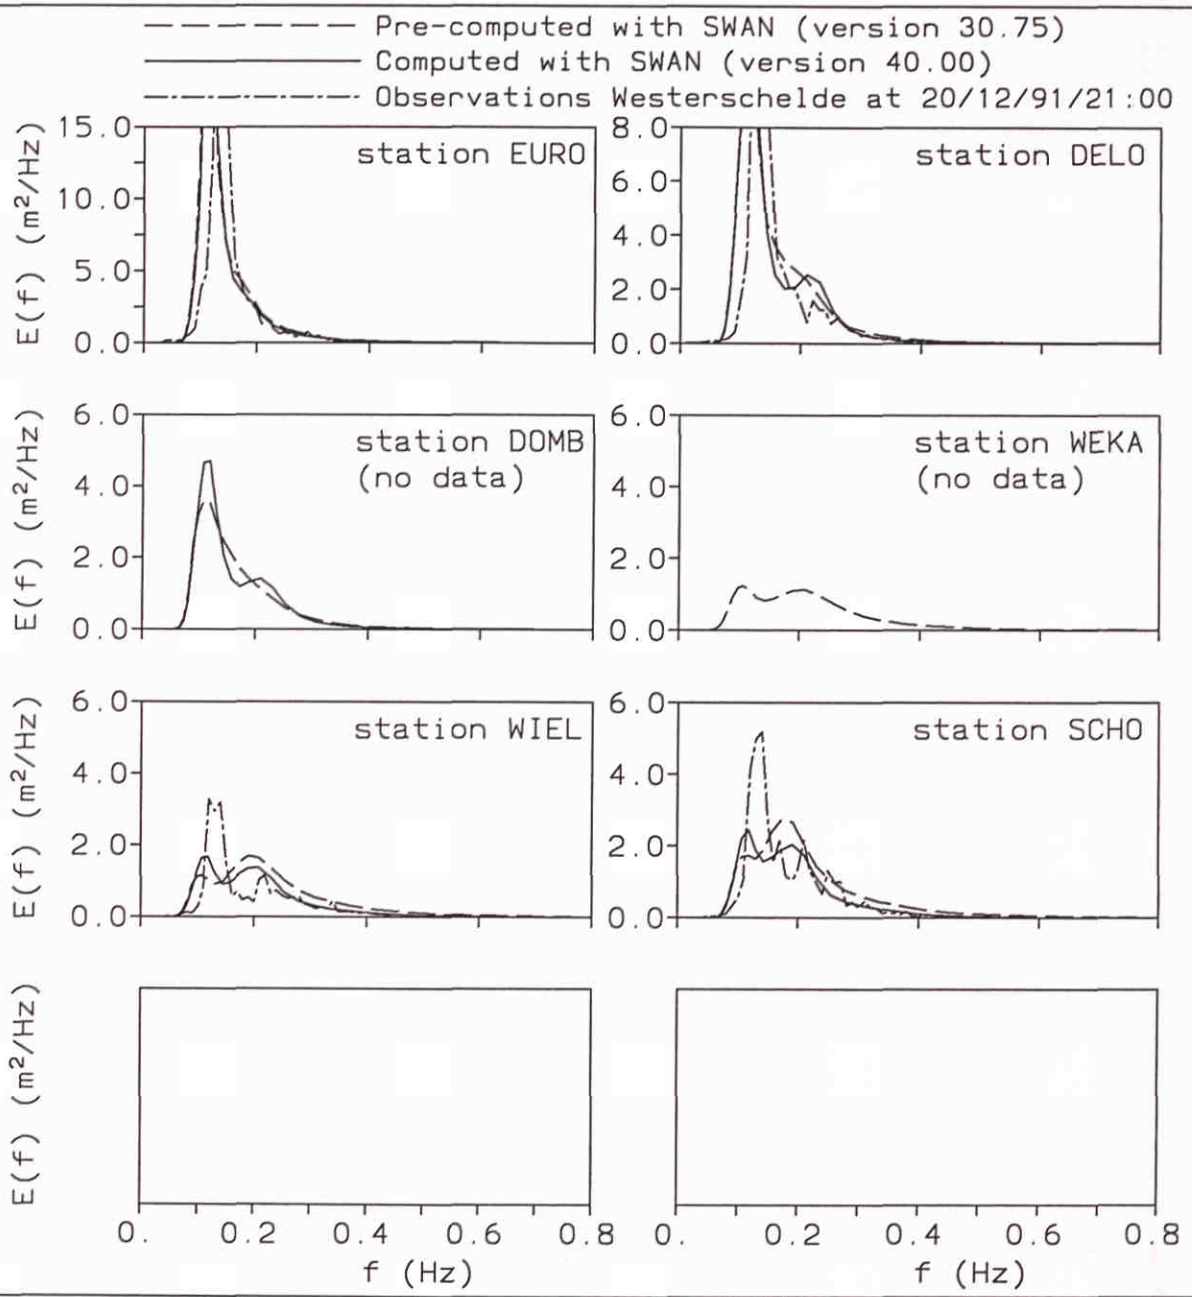 Pre-computed with SWAN (version 30.75)
Computed with SWAN (version 40.00)
Observations Westerschelde at 20/12/91/21:00
E(f) (m²/Hz)
15.0
10.0
5.0
0.0
station EURO
8.0
6.0
4.0
2.0
0.0
station DELO
E(f) (m²/Hz)
6.0
4.0
2.0
0.0
station DOMB
(no data)
6.0
4.0
2.0
0.0
station WEKA
(no data)
E(f) (m²/Hz)
6.0
4.0
2.0
0.0
station WIEL
6.0
4.0
2.0
0.0
station SCHO
E(f) (m²/Hz)
0. 0.2 0.4 0.6 0.8
f (Hz)
0. 0.2 0.4 0.6 0.8
f (Hz)